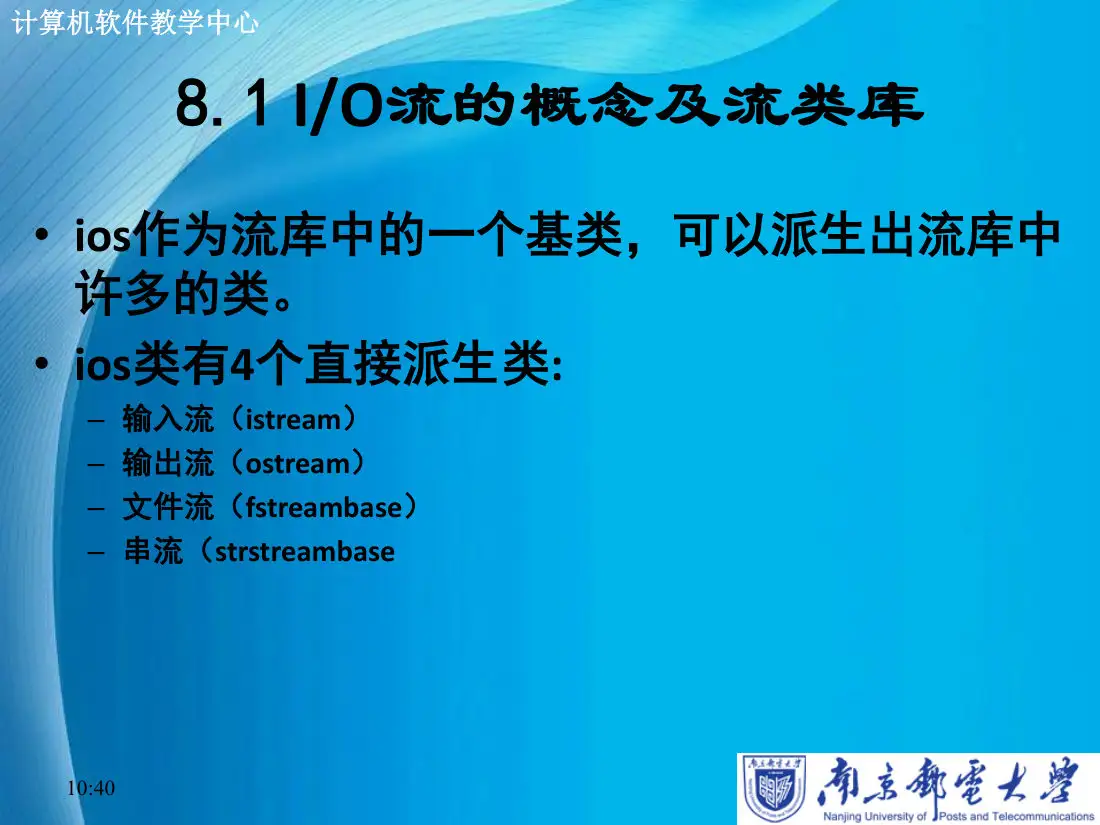 计算机软件教学中心
8.1 I/O流的概念及流类库
• ios作为流库中的一个基类，可以派生出流库中
许多的类。
• ios类有4个直接派生类:
– 输入流（istream）
– 输出流（ostream）
– 文件流（fstreambase）
– 串流（strstreambase
10:40
南京郵電大學
Nanjing University of Posts and Telecommunications